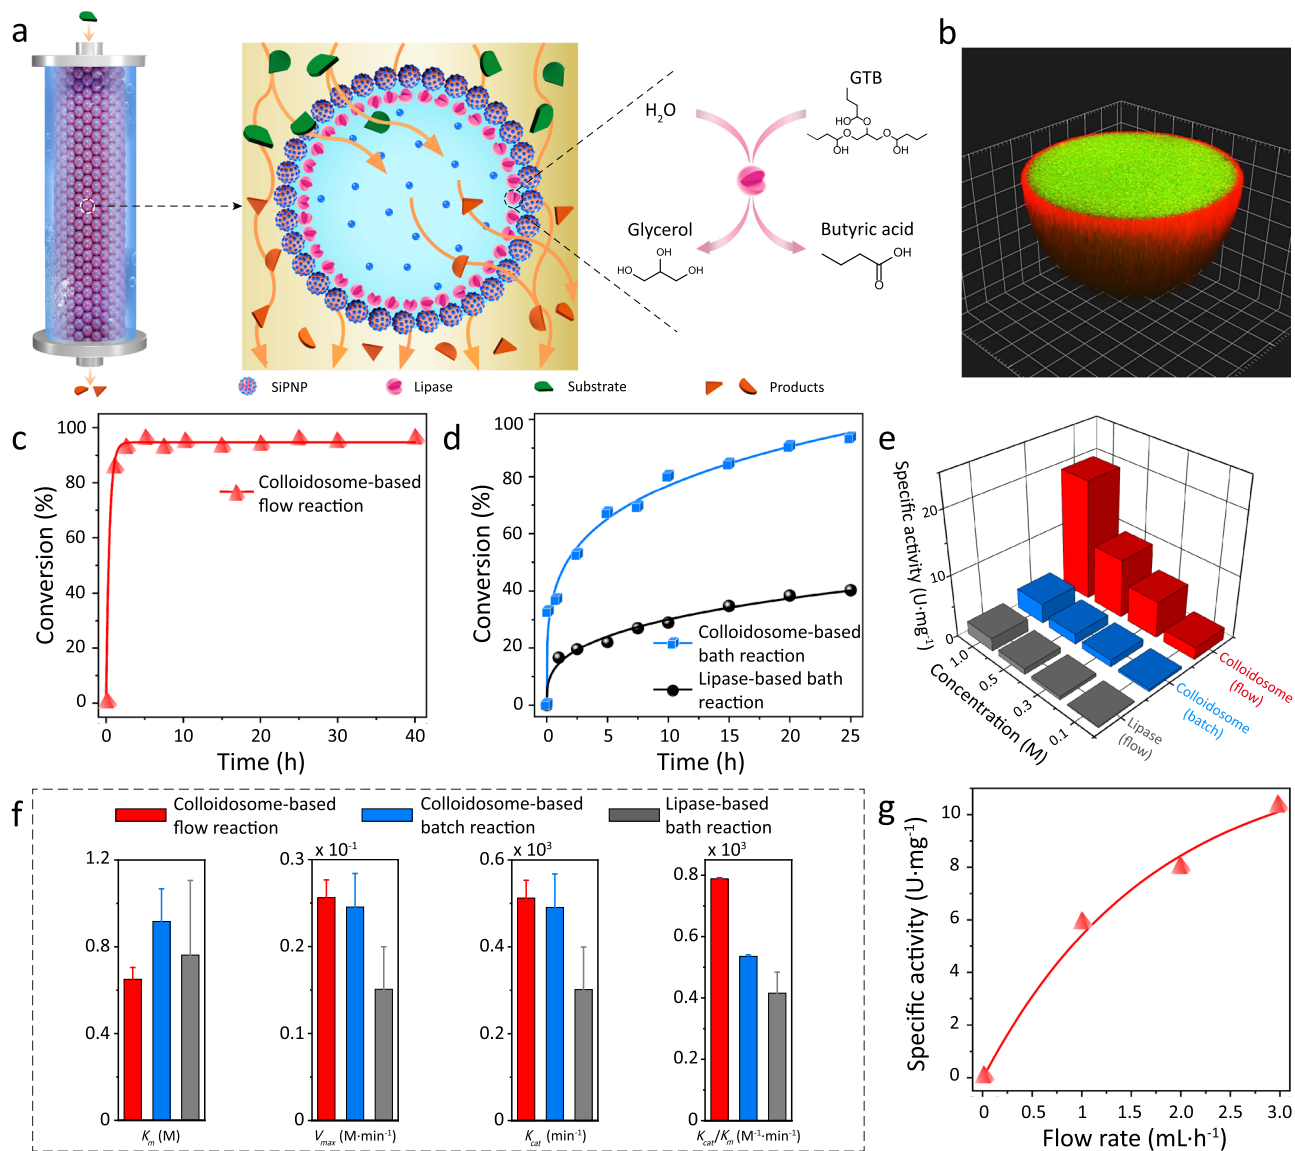 a
H2O
GTB
OH
O
O
O
OH
OH
Glycerol
OH
HO
OH
Butyric acid
OH
O
SiPNP
Lipase
Substrate
Products
b
c
100
80
60
40
20
0
Conversion (%)
Colloidosome-based
flow reaction
0
10
20
30
40
Time (h)
d
100
80
60
40
20
0
Conversion (%)
Colloidosome-based
bath reaction
Lipase-based bath
reaction
0
5
10
15
20
25
Time (h)
e
Specific activity (U·mg-1)
20
10
0
1.0
0.5
0.3
0.1
Concentration (M)
Colloidosome
(flow)
Colloidosome
(batch)
Lipase
(flow)
f
Colloidosome-based
flow reaction
Colloidosome-based
batch reaction
Lipase-based
bath reaction
1.2
0.8
0.4
0
Km (M)
x 10-1
0.3
0.2
0.1
0
Vmax (M·min-1)
x 103
0.6
0.4
0.2
0
Kcat (min-1)
x 103
0.8
0.6
0.4
0.2
0
Kcat/Km (M-1·min-1)
g
10
8
6
4
2
0
Specific activity (U·mg-1)
0
0.5
1.0
1.5
2.0
2.5
3.0
Flow rate (mL·h-1)